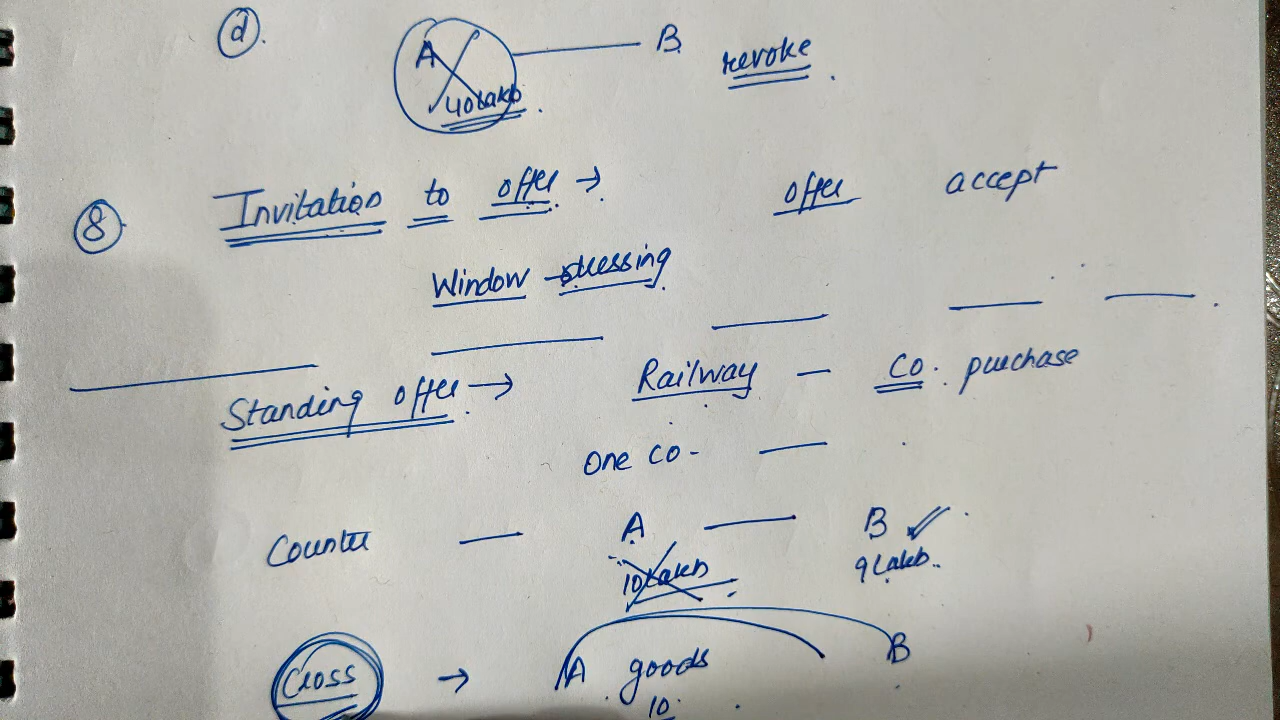 (d). A B revoke.
40 Lakh.
(8) Invitation to offer → offer accept
Window dressing
Standing offer → Railway - Co. purchase
One co -
Counter - A - B ✓
10 Lakh 9 Lakh.
Cross → A goods B
10